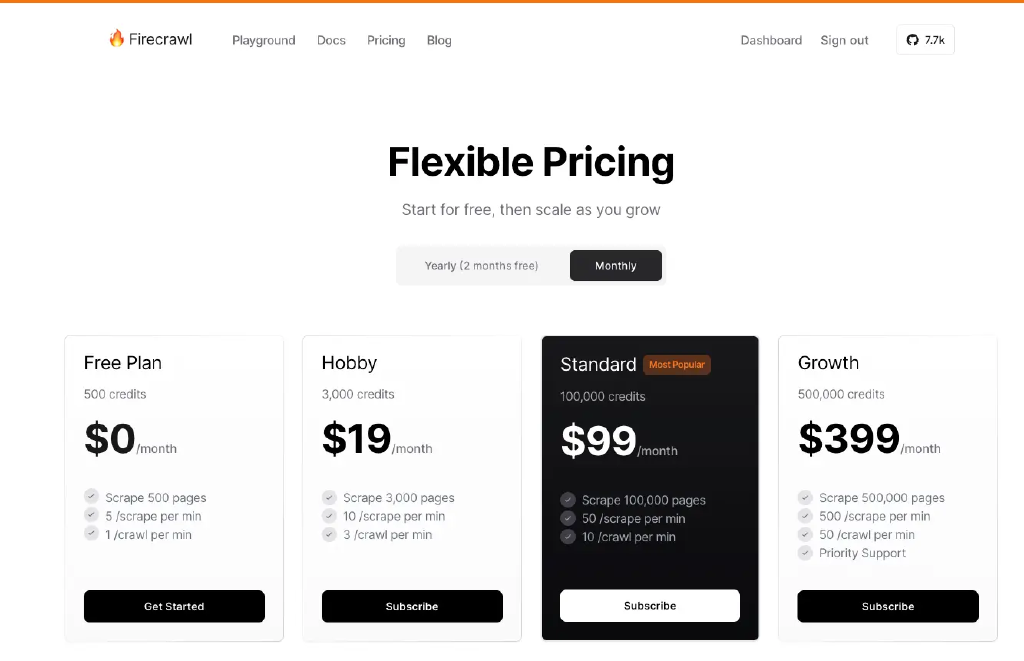 Firecrawl Playground Docs Pricing Blog Dashboard Sign out 7.7k
Flexible Pricing
Start for free, then scale as you grow
Yearly (2 months free) Monthly
Free Plan
500 credits
$0/month
Scrape 500 pages
5 /scrape per min
1 /crawl per min
Get Started
Hobby
3,000 credits
$19/month
Scrape 3,000 pages
10 /scrape per min
3 /crawl per min
Subscribe
Standard Most Popular
100,000 credits
$99/month
Scrape 100,000 pages
50 /scrape per min
10 /crawl per min
Subscribe
Growth
500,000 credits
$399/month
Scrape 500,000 pages
500 /scrape per min
50 /crawl per min
Priority Support
Subscribe